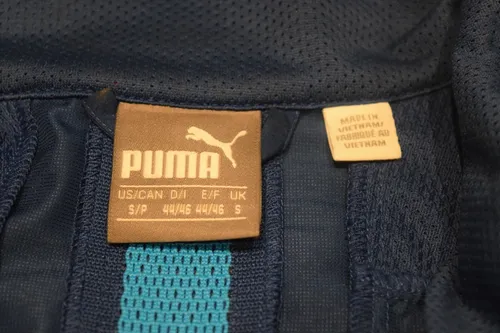 PUMA
US/CAN D/I E/F UK
S/P 44/46 44/46 S
MADE IN
VIETNAM/
FABRIQUÉ AU
VIETNAM